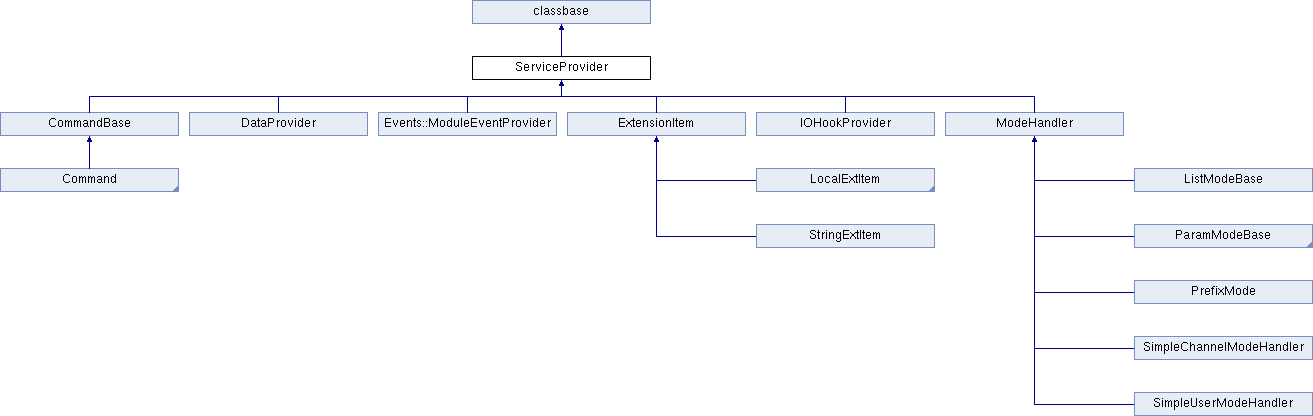 classbase
ServiceProvider
CommandBase
DataProvider
Events::ModuleEventProvider
ExtensionItem
IOHookProvider
ModeHandler
Command
LocalExtItem
ListModeBase
StringExtItem
ParamModeBase
PrefixMode
SimpleChannelModeHandler
SimpleUserModeHandler